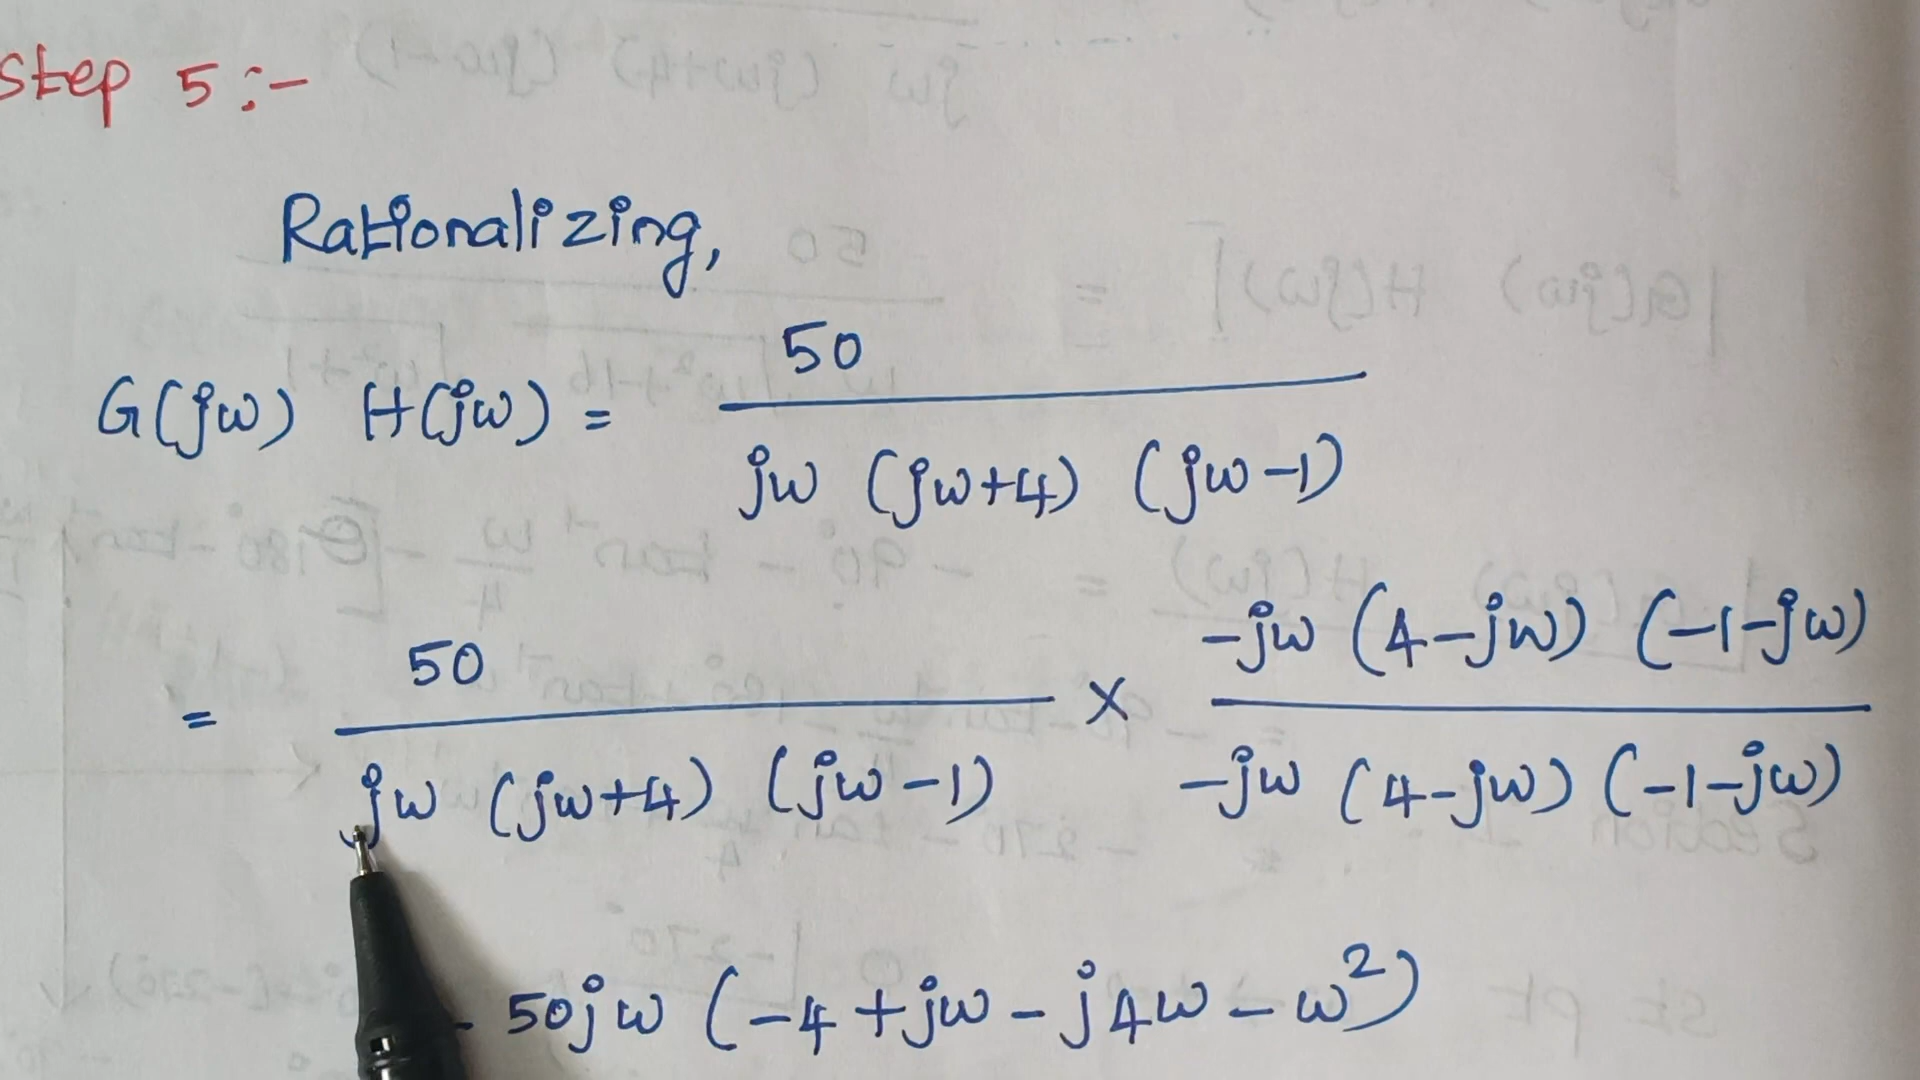 Step 5:-
Rationalizing,
G(jω) H(jω) = 50 / jω (jω+4) (jω-1)
= 50 / jω (jω+4) (jω-1) × -jω (4-jω) (-1-jω) / -jω (4-jω) (-1-jω)
- 50jω (-4+jω-j4ω-ω²)